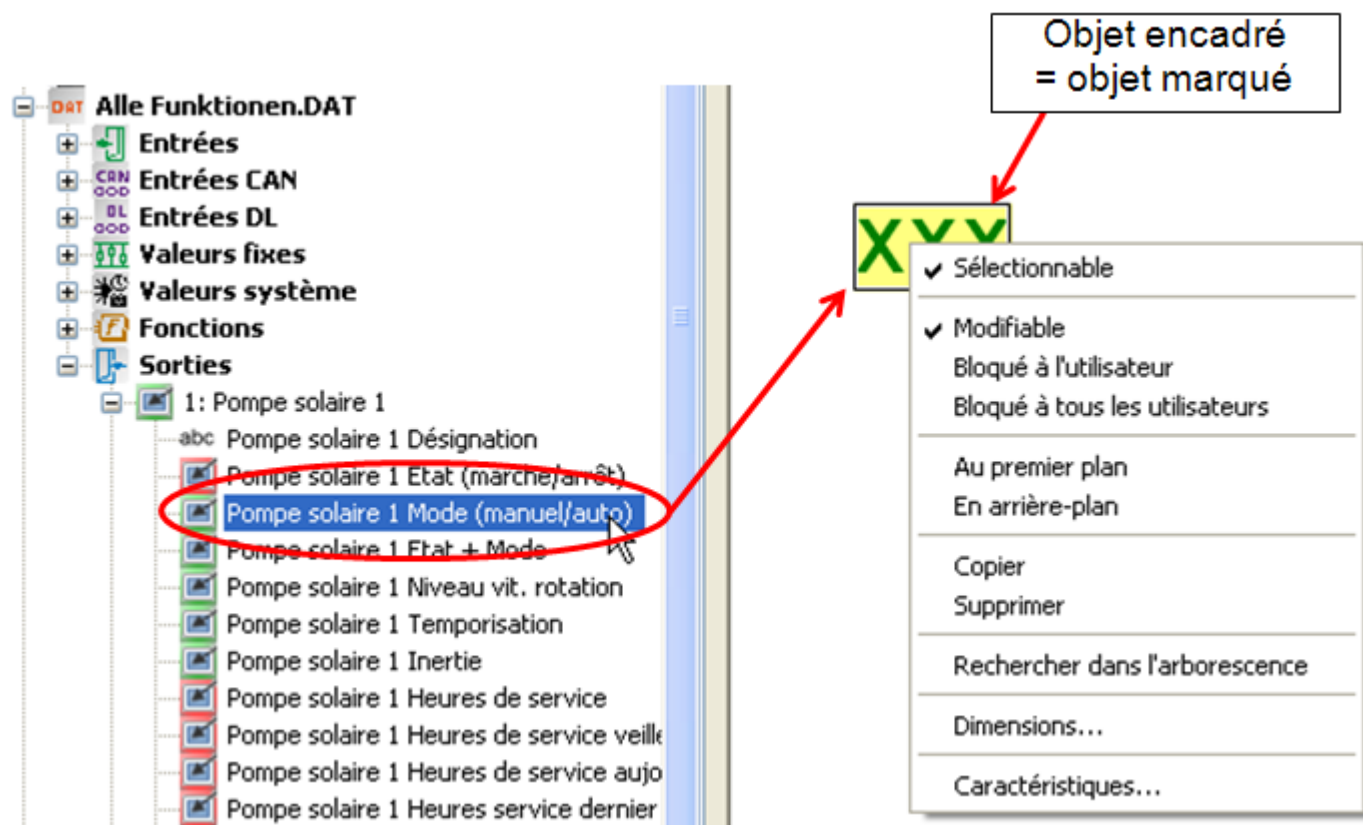 Objet encadré
= objet marqué
DAT Alle Funktionen.DAT
Entrées
CAN Entrées CAN
DL Entrées DL
Valeurs fixes
Valeurs système
F Fonctions
Sorties
1: Pompe solaire 1
abc Pompe solaire 1 Désignation
Pompe solaire 1 Etat (marche/arrêt)
Pompe solaire 1 Mode (manuel/auto)
Pompe solaire 1 Etat + Mode
Pompe solaire 1 Niveau vit. rotation
Pompe solaire 1 Temporisation
Pompe solaire 1 Inertie
Pompe solaire 1 Heures de service
Pompe solaire 1 Heures de service veille
Pompe solaire 1 Heures de service aujo
Pompe solaire 1 Heures service dernier
XYY
Sélectionnable
Modifiable
Bloqué à l'utilisateur
Bloqué à tous les utilisateurs
Au premier plan
En arrière-plan
Copier
Supprimer
Rechercher dans l'arborescence
Dimensions...
Caractéristiques...